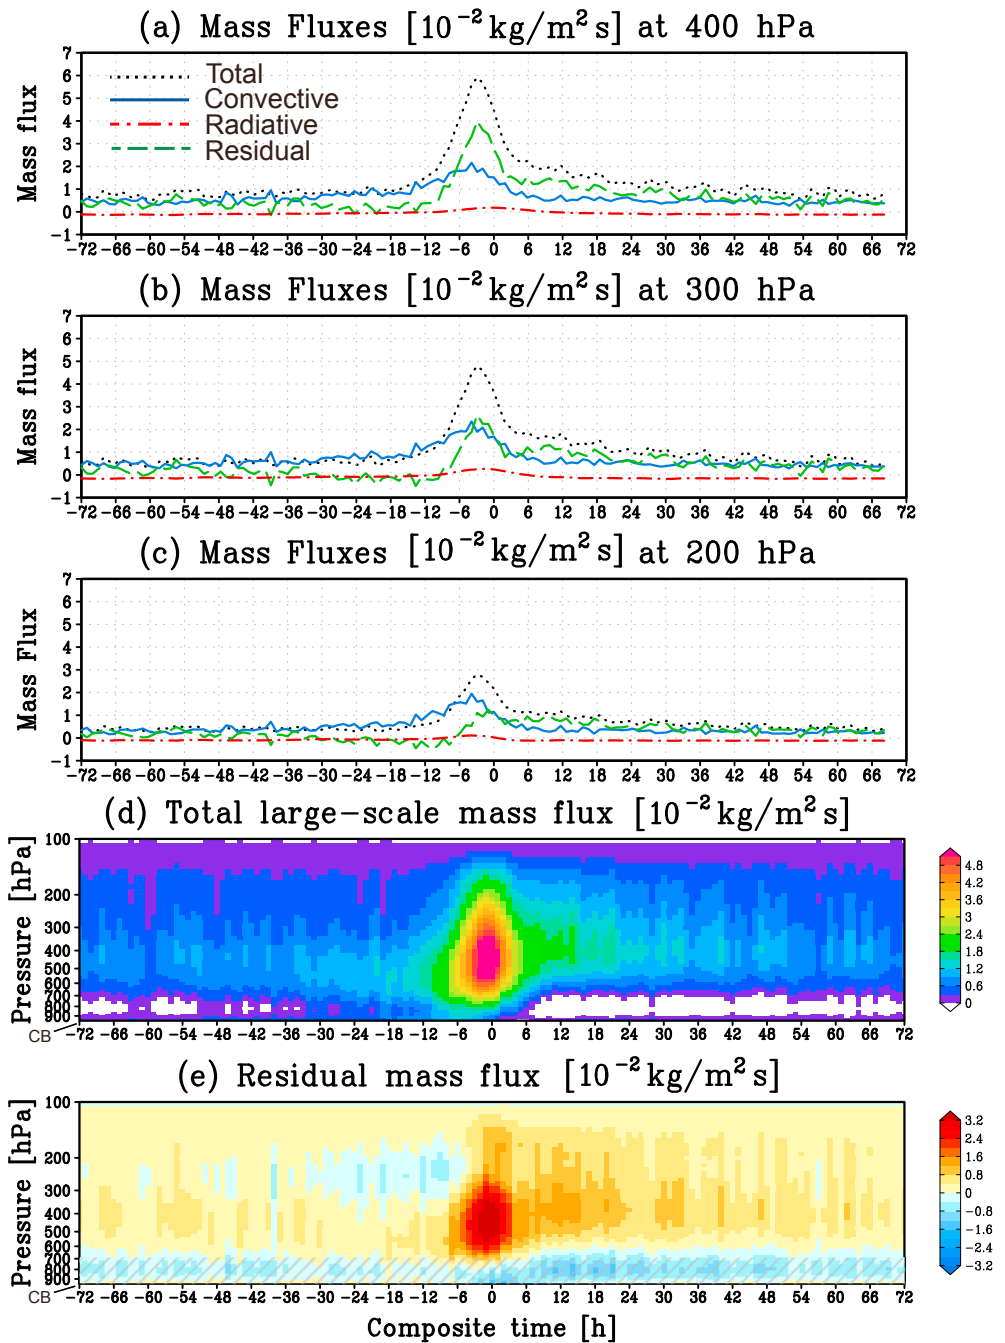 (a) Mass Fluxes [10⁻² kg/m² s] at 400 hPa
Mass flux
7
6
5
4
3
2
1
0
−1
Total
Convective
Radiative
Residual
−72 −66 −60 −54 −48 −42 −36 −30 −24 −18 −12 −6 0 6 12 18 24 30 36 42 48 54 60 66 72
(b) Mass Fluxes [10⁻² kg/m² s] at 300 hPa
Mass flux
7
6
5
4
3
2
1
0
−1
−72 −66 −60 −54 −48 −42 −36 −30 −24 −18 −12 −6 0 6 12 18 24 30 36 42 48 54 60 66 72
(c) Mass Fluxes [10⁻² kg/m² s] at 200 hPa
Mass Flux
7
6
5
4
3
2
1
0
−1
−72 −66 −60 −54 −48 −42 −36 −30 −24 −18 −12 −6 0 6 12 18 24 30 36 42 48 54 60 66 72
(d) Total large−scale mass flux [10⁻² kg/m² s]
Pressure [hPa]
100
200
300
400
500
600
700
800
900
CB
−72 −66 −60 −54 −48 −42 −36 −30 −24 −18 −12 −6 0 6 12 18 24 30 36 42 48 54 60 66 72
4.8
4.2
3.6
3
2.4
1.8
1.2
0.6
0
(e) Residual mass flux [10⁻² kg/m² s]
Pressure [hPa]
100
200
300
400
500
600
700
800
900
CB
−72 −66 −60 −54 −48 −42 −36 −30 −24 −18 −12 −6 0 6 12 18 24 30 36 42 48 54 60 66 72
3.2
2.4
1.6
0.8
0
−0.8
−1.6
−2.4
−3.2
Composite time [h]